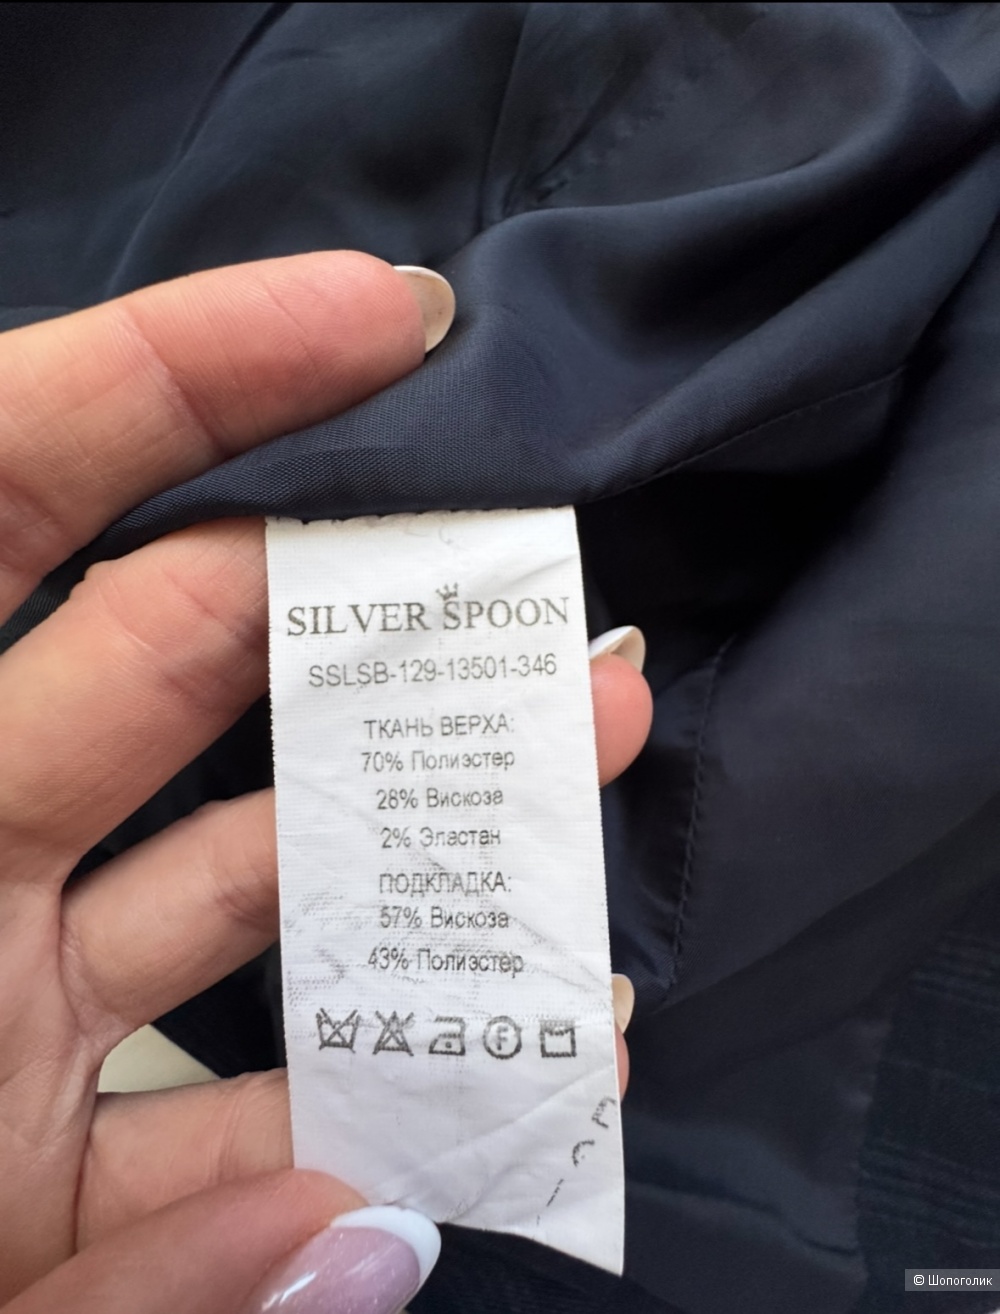 SILVER SPOON
SSLSB-129-13501-346
ТКАНЬ ВЕРХА:
70% Полиэстер
28% Вискоза
2% Эластан
ПОДКЛАДКА:
57% Вискоза
43% Полиэстер
F
© Шопоголик